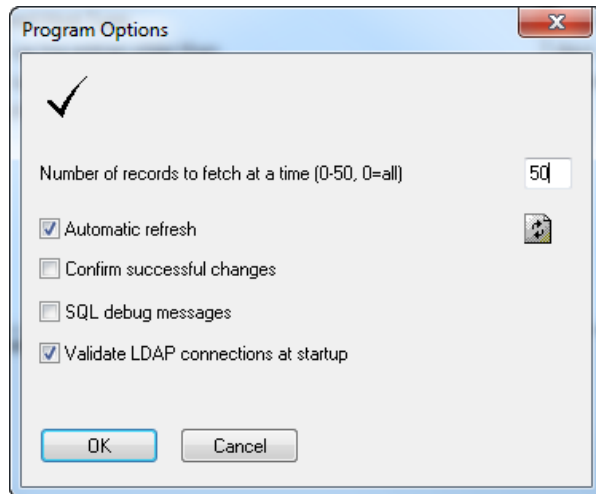 Program Options
Number of records to fetch at a time (0-50, 0=all) 50
Automatic refresh
Confirm successful changes
SQL debug messages
Validate LDAP connections at startup
OK Cancel